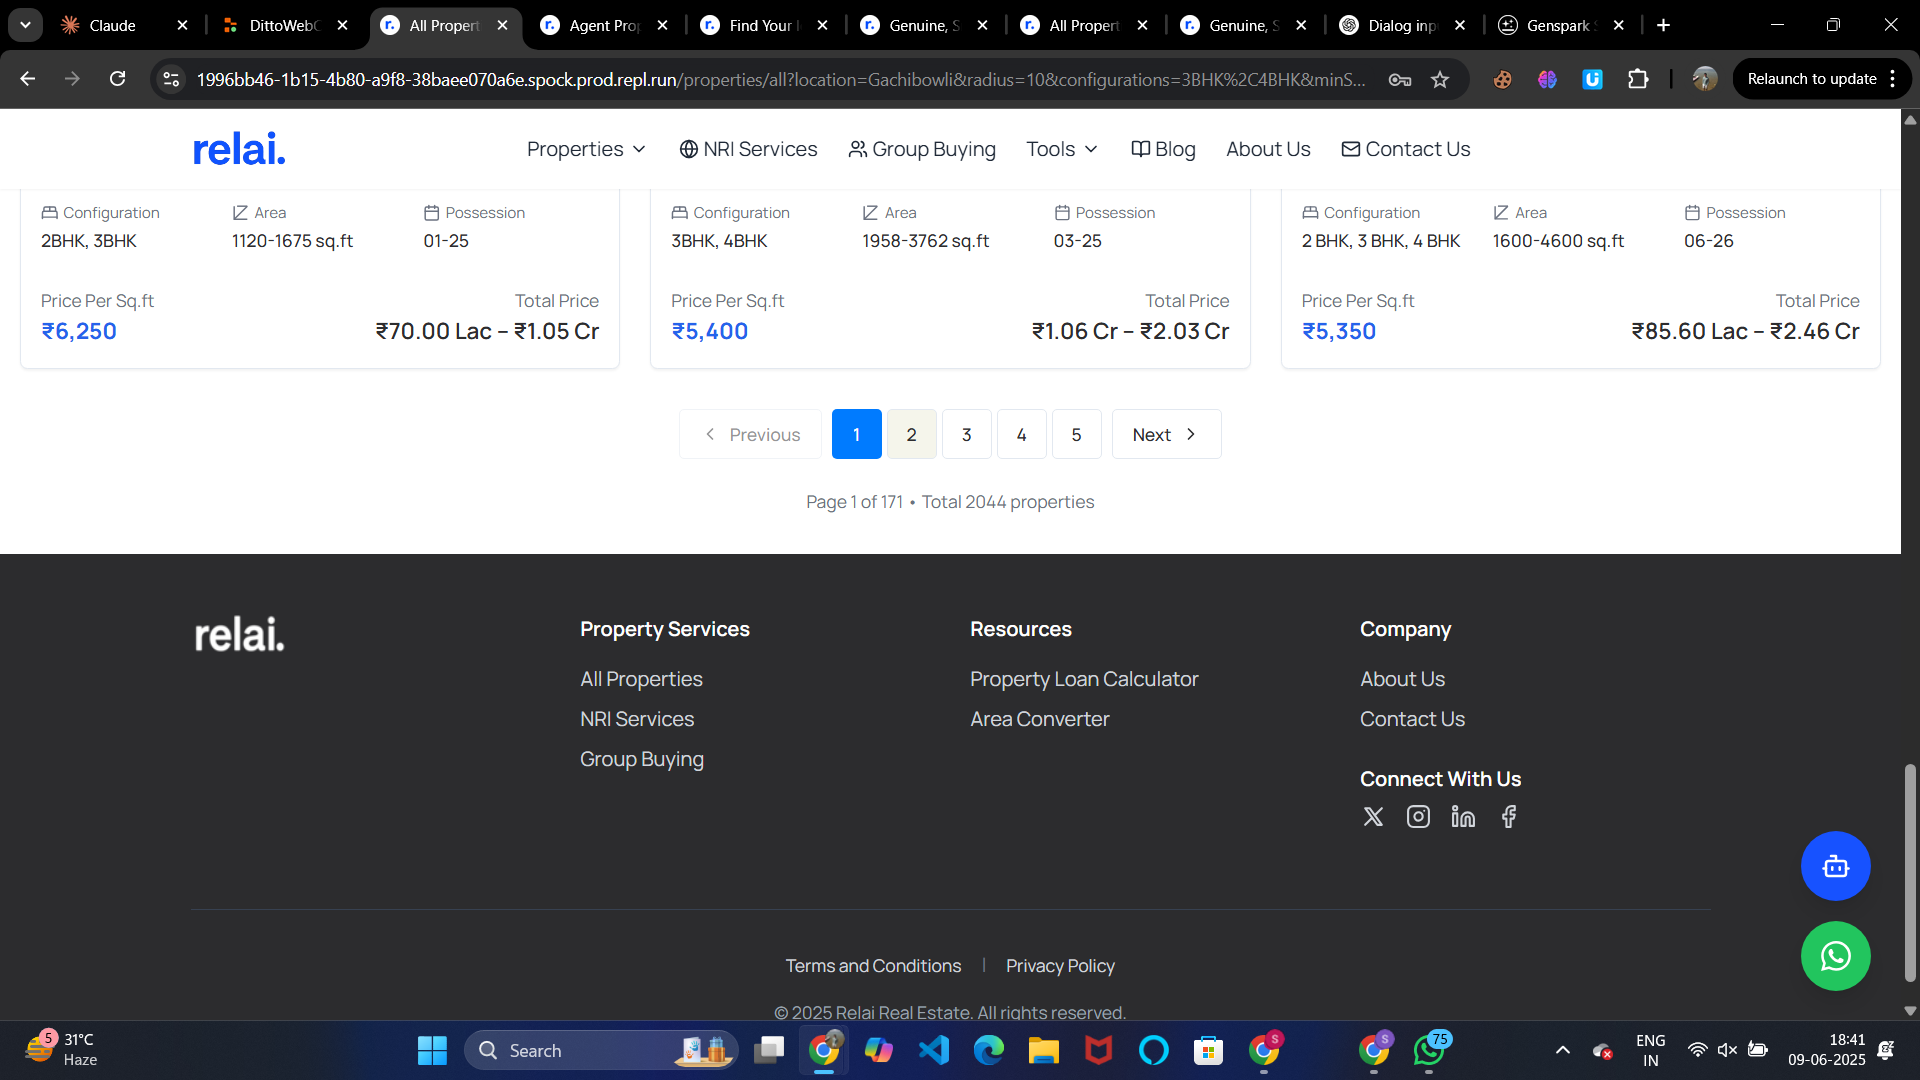 Claude
DittoWebC
All Propert
Agent Prop
Find Your I
Genuine, S
All Propert
Genuine, S
Dialog inp
Genspark S
1996bb46-1b15-4b80-a9f8-38baee070a6e.spock.prod.repl.run/properties/all?location=Gachibowli&radius=10&configurations=3BHK%2C4BHK&minS...
Relaunch to update
relai.
Properties
NRI Services
Group Buying
Tools
Blog
About Us
Contact Us
Configuration Area Possession
2BHK, 3BHK 1120-1675 sq.ft 01-25
Price Per Sq.ft Total Price
₹6,250 ₹70.00 Lac – ₹1.05 Cr
Configuration Area Possession
3BHK, 4BHK 1958-3762 sq.ft 03-25
Price Per Sq.ft Total Price
₹5,400 ₹1.06 Cr – ₹2.03 Cr
Configuration Area Possession
2 BHK, 3 BHK, 4 BHK 1600-4600 sq.ft 06-26
Price Per Sq.ft Total Price
₹5,350 ₹85.60 Lac – ₹2.46 Cr
Previous 1 2 3 4 5 Next
Page 1 of 171 • Total 2044 properties
relai.
Property Services
All Properties
NRI Services
Group Buying
Resources
Property Loan Calculator
Area Converter
Company
About Us
Contact Us
Connect With Us
Terms and Conditions | Privacy Policy
© 2025 Relai Real Estate. All rights reserved.
5
31°C
Haze
Search
S
S
75
ENG
IN
18:41
09-06-2025